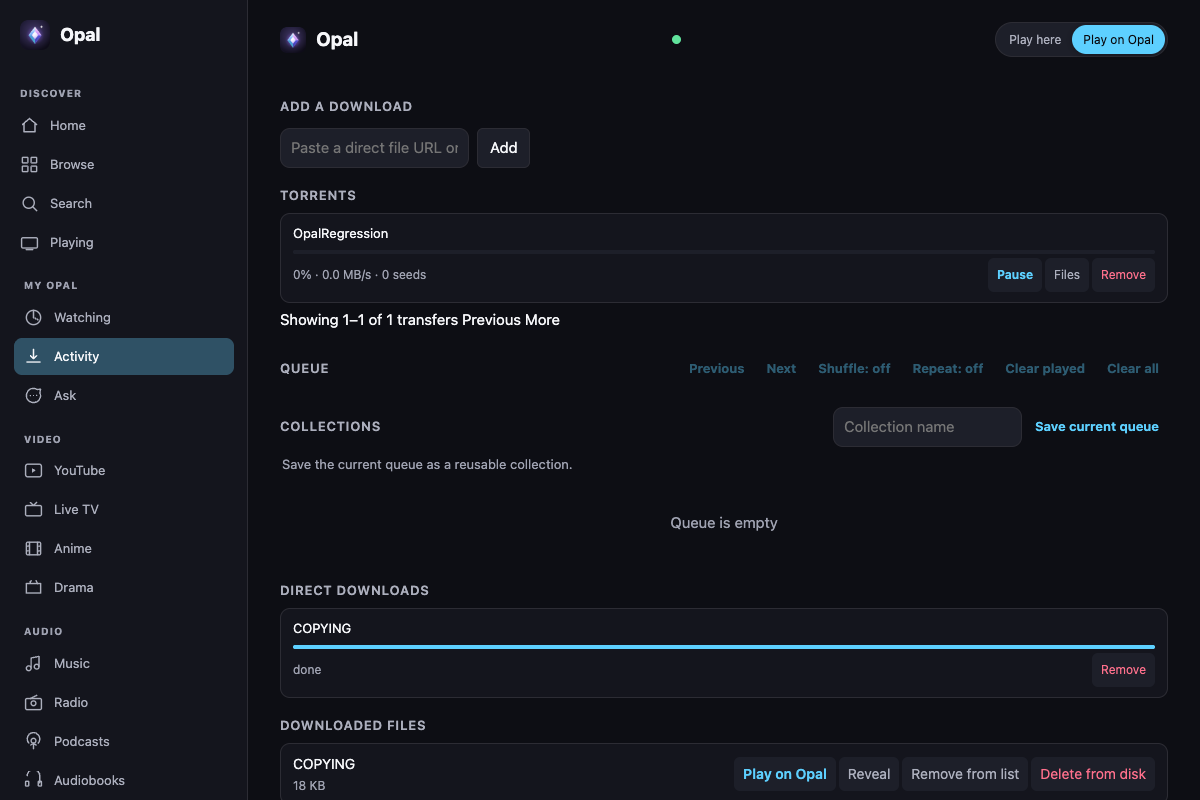 Opal
DISCOVER
Home
Browse
Search
Playing
MY OPAL
Watching
Activity
Ask
VIDEO
YouTube
Live TV
Anime
Drama
AUDIO
Music
Radio
Podcasts
Audiobooks
Opal
Play here Play on Opal
ADD A DOWNLOAD
Paste a direct file URL or Add
TORRENTS
OpalRegression
0% · 0.0 MB/s · 0 seeds Pause Files Remove
Showing 1–1 of 1 transfers Previous More
QUEUE Previous Next Shuffle: off Repeat: off Clear played Clear all
COLLECTIONS Collection name Save current queue
Save the current queue as a reusable collection.
Queue is empty
DIRECT DOWNLOADS
COPYING
done Remove
DOWNLOADED FILES
COPYING
18 KB Play on Opal Reveal Remove from list Delete from disk